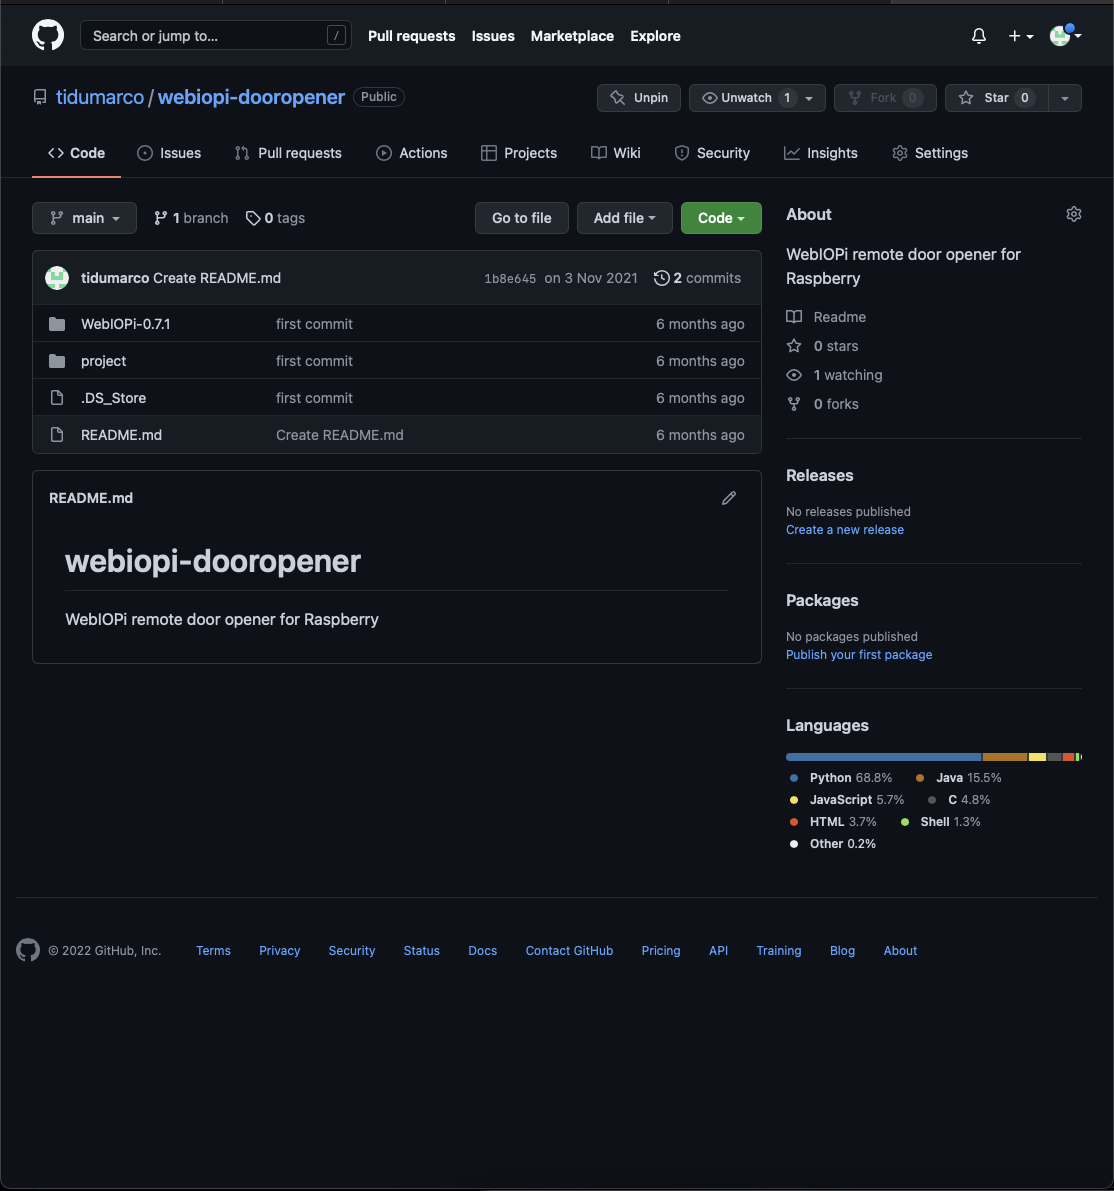 Search or jump to... /
Pull requests Issues Marketplace Explore
tidumarco / webiopi-dooropener Public
Unpin Unwatch 1 Fork 0 Star 0
Code Issues Pull requests Actions Projects Wiki Security Insights Settings
main 1 branch 0 tags Go to file Add file Code
tidumarco Create README.md 1b8e645 on 3 Nov 2021 2 commits
WebIOPi-0.7.1 first commit 6 months ago
project first commit 6 months ago
.DS_Store first commit 6 months ago
README.md Create README.md 6 months ago
README.md
webiopi-dooropener
WebIOPi remote door opener for Raspberry
About
WebIOPi remote door opener for
Raspberry
Readme
0 stars
1 watching
0 forks
Releases
No releases published
Create a new release
Packages
No packages published
Publish your first package
Languages
Python 68.8% Java 15.5%
JavaScript 5.7% C 4.8%
HTML 3.7% Shell 1.3%
Other 0.2%
© 2022 GitHub, Inc. Terms Privacy Security Status Docs Contact GitHub Pricing API Training Blog About